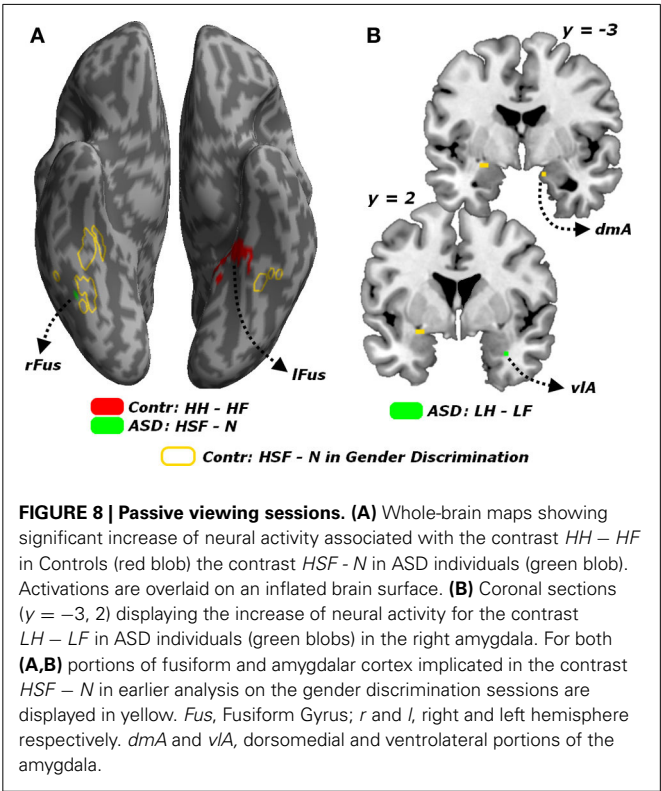 A
B
y = -3
y = 2
dmA
rFus
lFus
vlA
Contr: HH - HF
ASD: HSF - N
ASD: LH - LF
Contr: HSF - N in Gender Discrimination
FIGURE 8 | Passive viewing sessions. (A) Whole-brain maps showing
significant increase of neural activity associated with the contrast HH − HF
in Controls (red blob) the contrast HSF - N in ASD individuals (green blob).
Activations are overlaid on an inflated brain surface. (B) Coronal sections
(y = −3, 2) displaying the increase of neural activity for the contrast
LH − LF in ASD individuals (green blobs) in the right amygdala. For both
(A,B) portions of fusiform and amygdalar cortex implicated in the contrast
HSF − N in earlier analysis on the gender discrimination sessions are
displayed in yellow. Fus, Fusiform Gyrus; r and l, right and left hemisphere
respectively. dmA and vlA, dorsomedial and ventrolateral portions of the
amygdala.